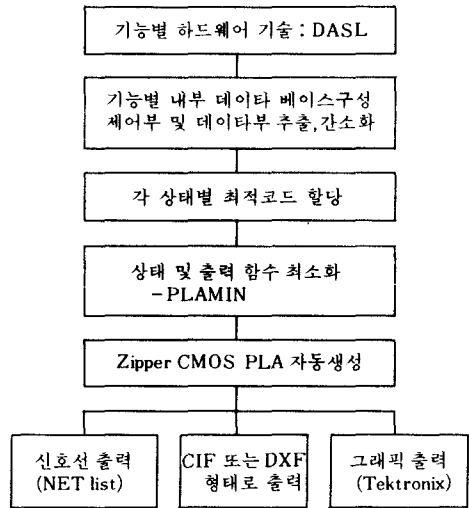 기능별 하드웨어 기술 : DASL
기능별 내부 데이타 베이스구성
제어부 및 데이타부 추출,간소화
각 상태별 최적코드 할당
상태 및 출력 함수 최소화
-PLAMIN
Zipper CMOS PLA 자동생성
신호선 출력
(NET list)
CIF 또는 DXF
형태로 출력
그래픽 출력
(Tektronix)